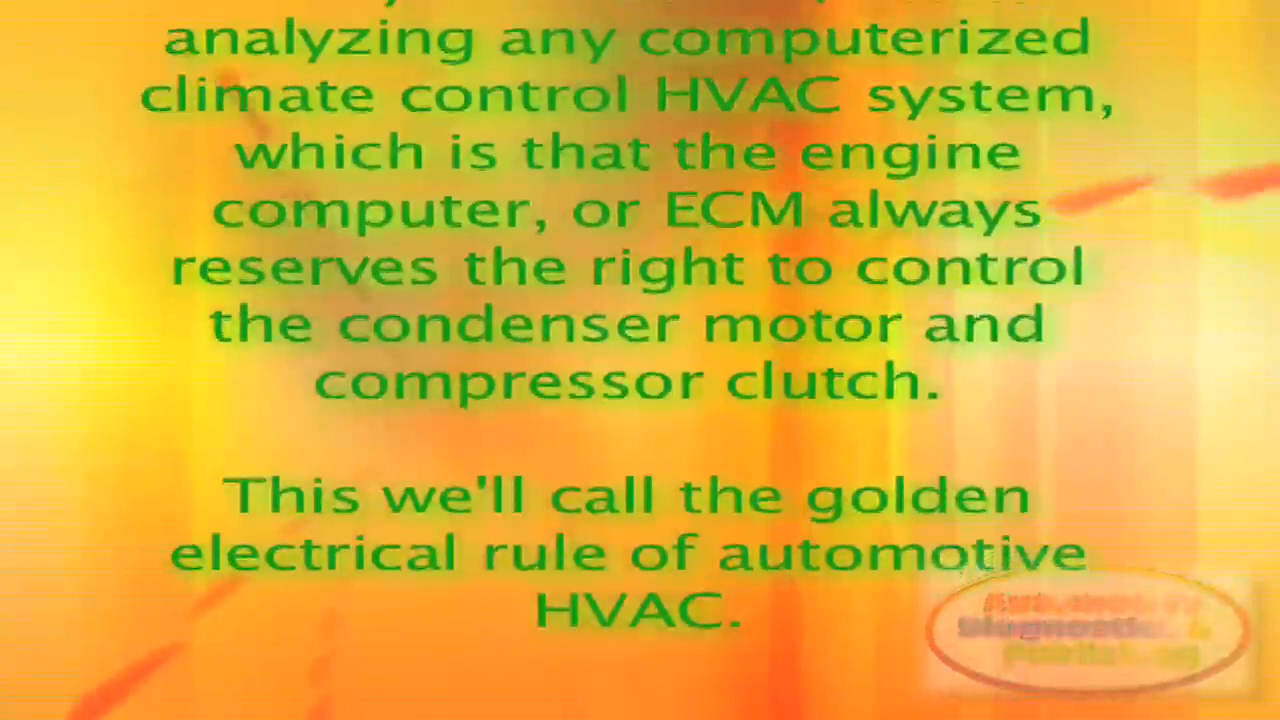 analyzing any computerized
climate control HVAC system,
which is that the engine
computer, or ECM always
reserves the right to control
the condenser motor and
compressor clutch.
This we'll call the golden
electrical rule of automotive
HVAC.